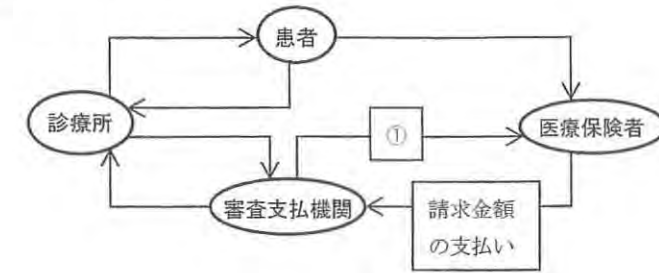 患者
診療所
①
医療保険者
審査支払機関
請求金額
の支払い